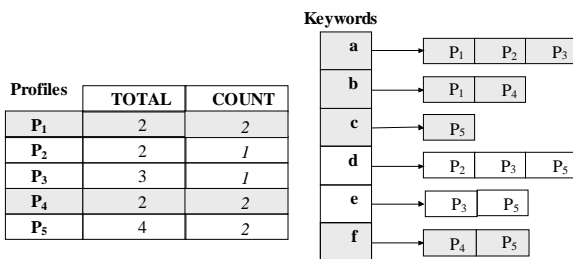 Profiles
TOTAL COUNT
P1 2 2
P2 2 1
P3 3 1
P4 2 2
P5 4 2
Keywords
a P1 P2 P3
b P1 P4
c P5
d P2 P3 P5
e P3 P5
f P4 P5